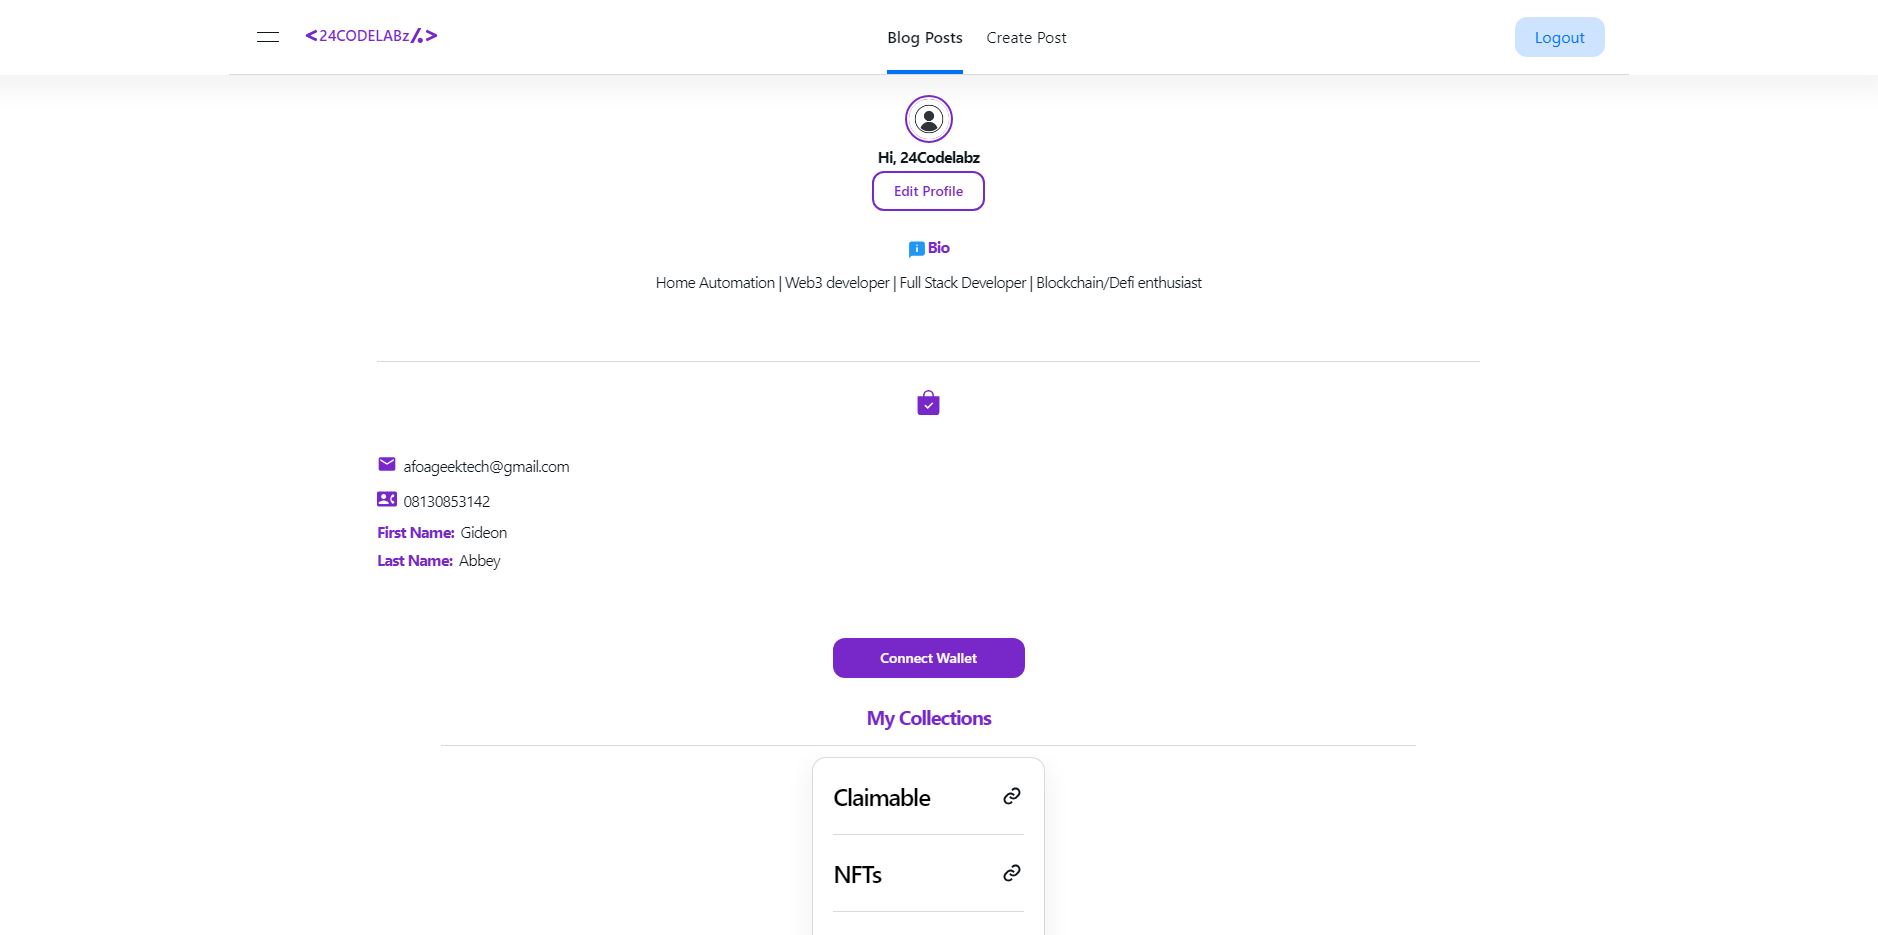 <24CODELABz/.>
Blog Posts
Create Post
Logout
Hi, 24Codelabz
Edit Profile
Bio
Home Automation | Web3 developer | Full Stack Developer | Blockchain/Defi enthusiast
afoageektech@gmail.com
08130853142
First Name: Gideon
Last Name: Abbey
Connect Wallet
My Collections
Claimable
NFTs